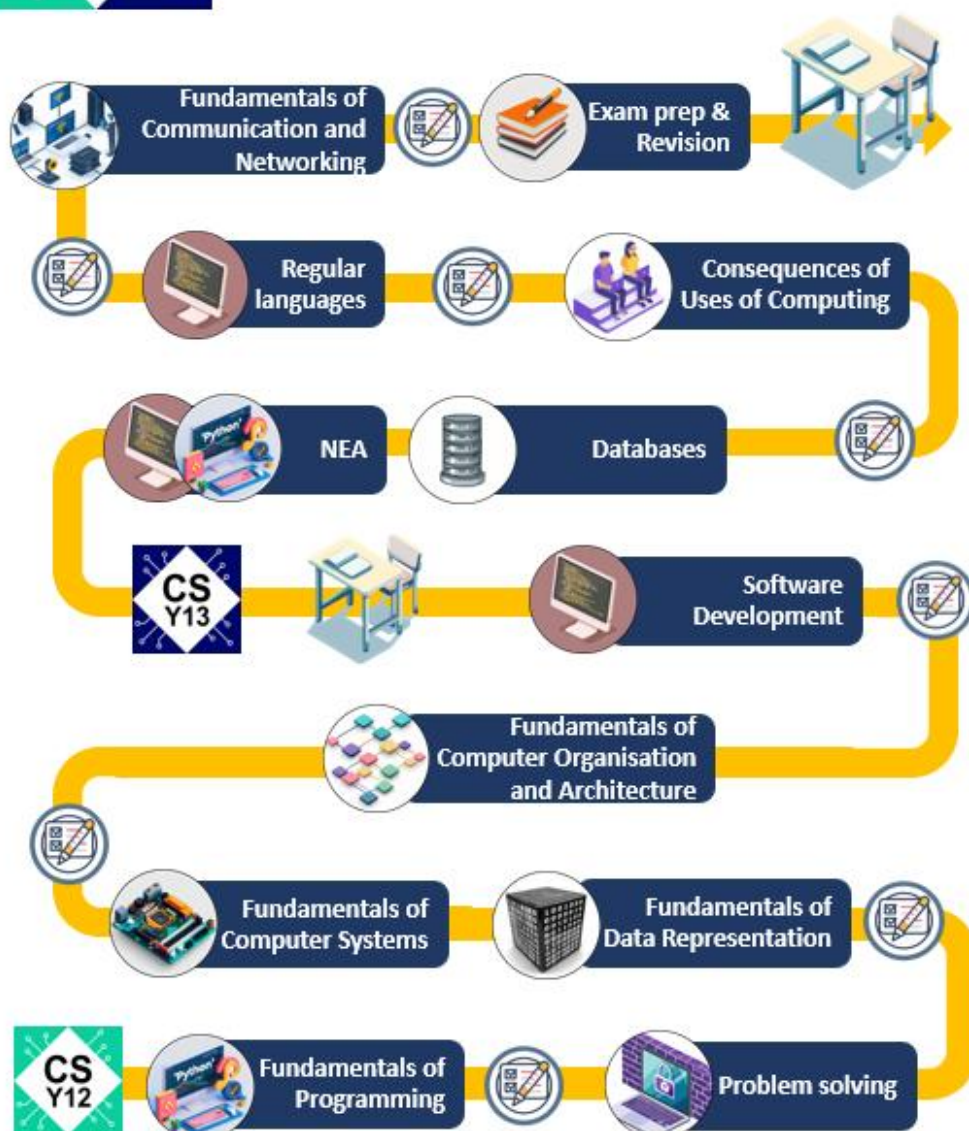 Fundamentals of
Communication and
Networking
Exam prep &
Revision
Regular
languages
Consequences of
Uses of Computing
Python
NEA
Databases
CS
Y13
Software
Development
Fundamentals of
Computer Organisation
and Architecture
Fundamentals of
Computer Systems
Fundamentals of
Data Representation
CS
Y12
Python
Fundamentals of
Programming
Problem solving